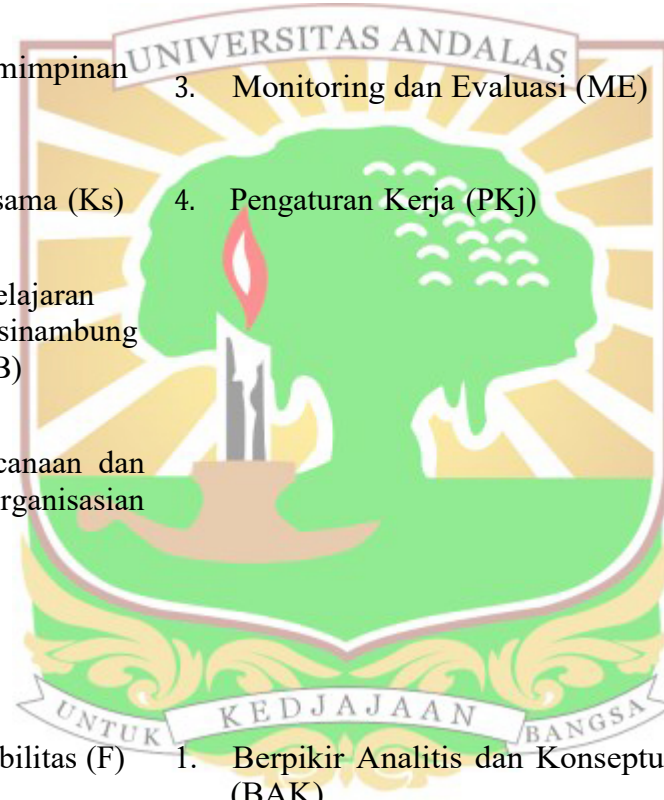 UNIVERSITAS ANDALAS
mimpinan
3. Monitoring dan Evaluasi (ME)
sama (Ks)
4. Pengaturan Kerja (PKj)
elajaran
sinambung
B)
canaan dan
rganisasian
UNTUK KEDJAJAAN BANGSA
bilitas (F)
1. Berpikir Analitis dan Konseptu
(BAK)